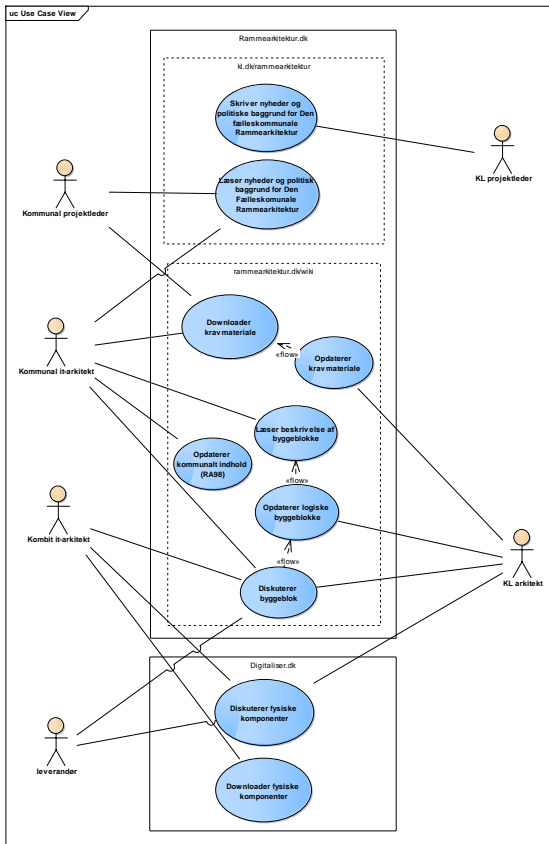 uc Use Case View
Rammearkitektur.dk
kl.dk/rammearkitektur
Skriver nyheder og
politiske baggrund for Den
fælleskommunale
Rammearkitektur
KL projektleder
Læser nyheder og politisk
baggrund for Den
Fælleskomunale
Rammearkitektur
Kommunal projektleder
rammearkitektur.dk/wiki
Downloader
kravmateriale
«flow»
Opdaterer
kravmateriale
Kommunal it-arkitekt
Læser beskrivelse af
byggeblokke
Opdaterer
kommunalt indhold
(RA98)
«flow»
Opdaterer logiske
byggeblokke
Kombit it-arkitekt
«flow»
Diskuterer
byggeblok
KL arkitekt
Digitaliser.dk
Diskuterer fysiske
komponenter
leverandør
Downloader fysiske
komponenter